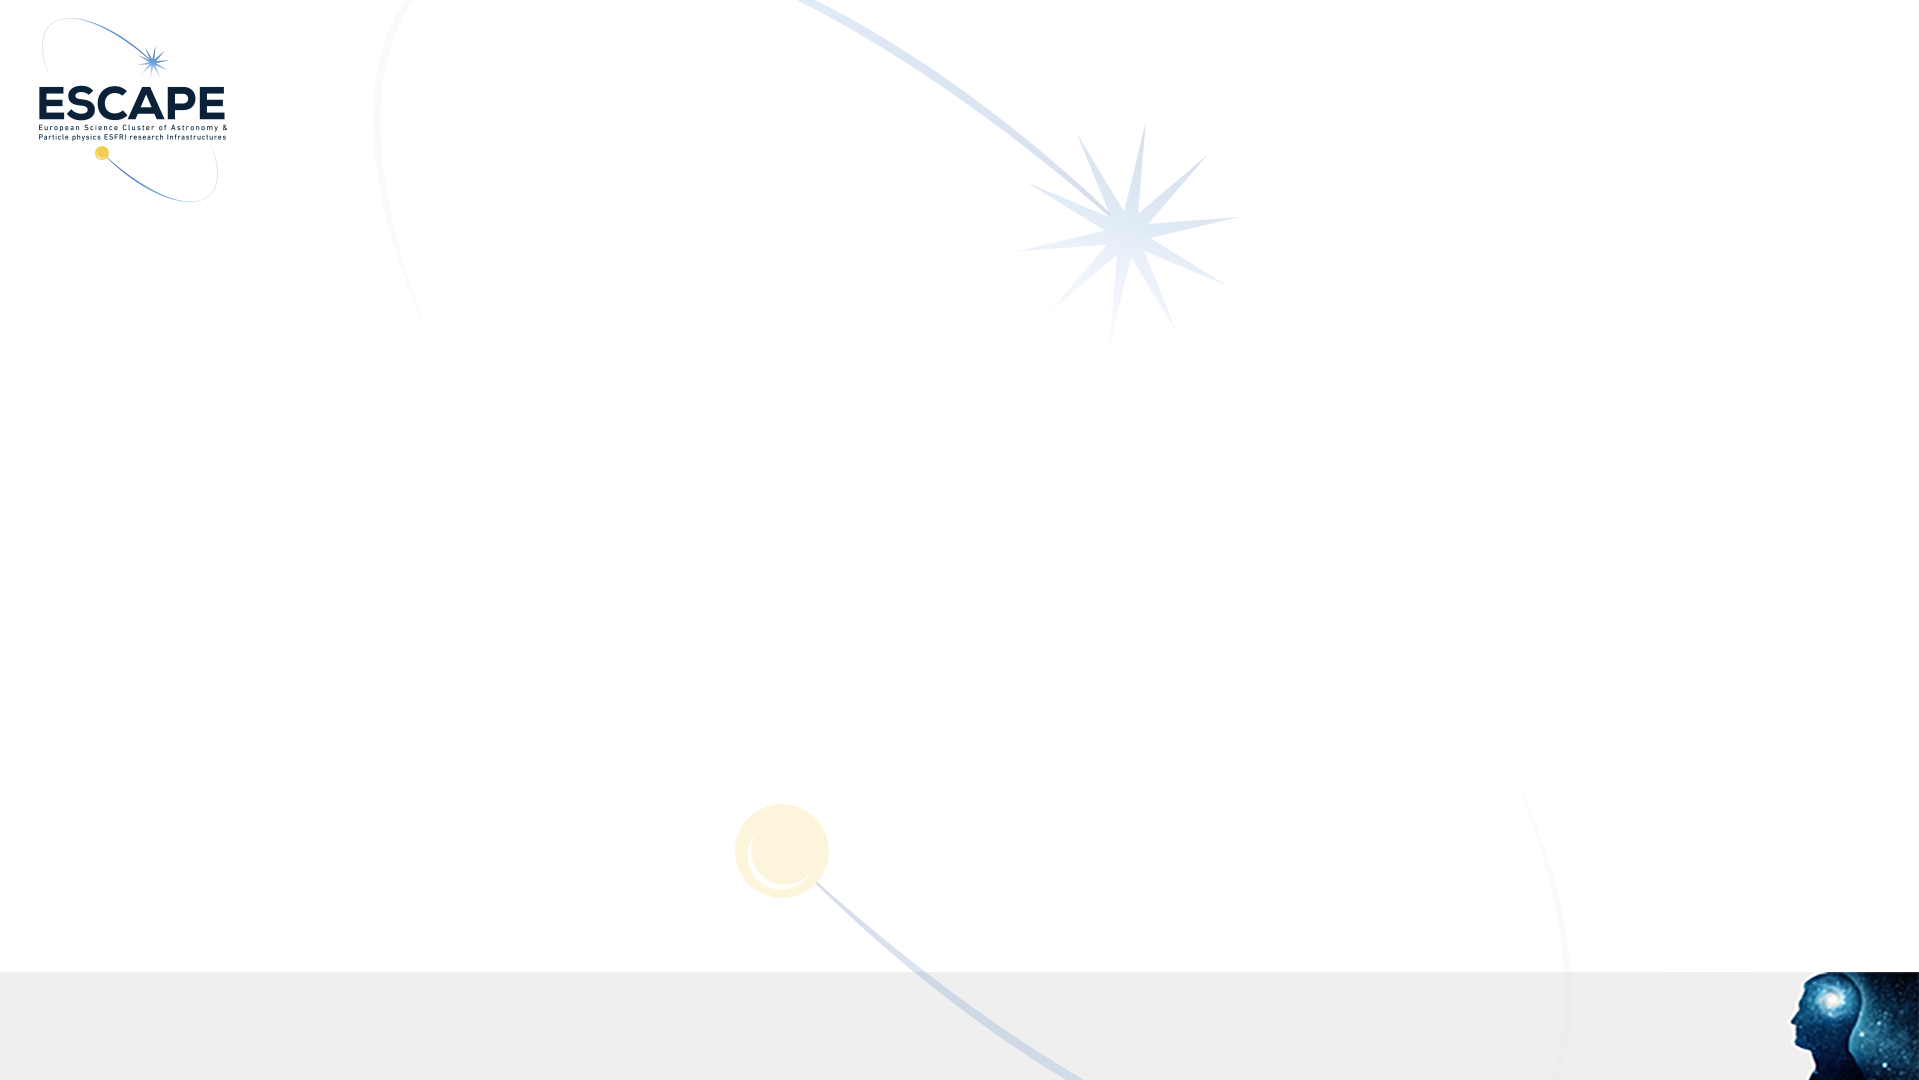 ESCAPE
European Science Cluster of Astronomy &
Particle physics ESFRI research Infrastructures